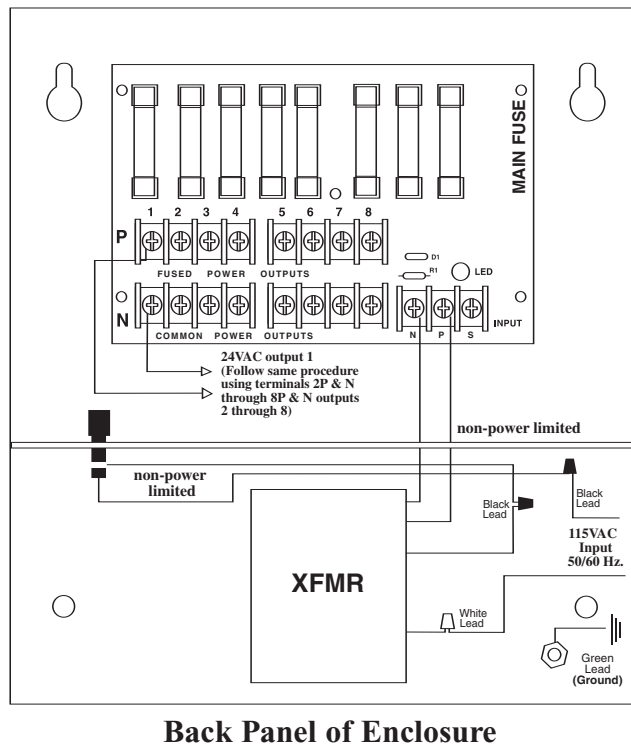 MAIN FUSE
1 2 3 4 5 6 7 8
P
D1
R1
LED
FUSED POWER OUTPUTS
N
INPUT
COMMON POWER OUTPUTS
N P S
24VAC output 1
(Follow same procedure
using terminals 2P & N
through 8P & N outputs
2 through 8)
non-power limited
non-power
limited
Black
Lead
Black
Lead
115VAC
Input
50/60 Hz.
XFMR
White
Lead
Green
Lead
(Ground)
Back Panel of Enclosure